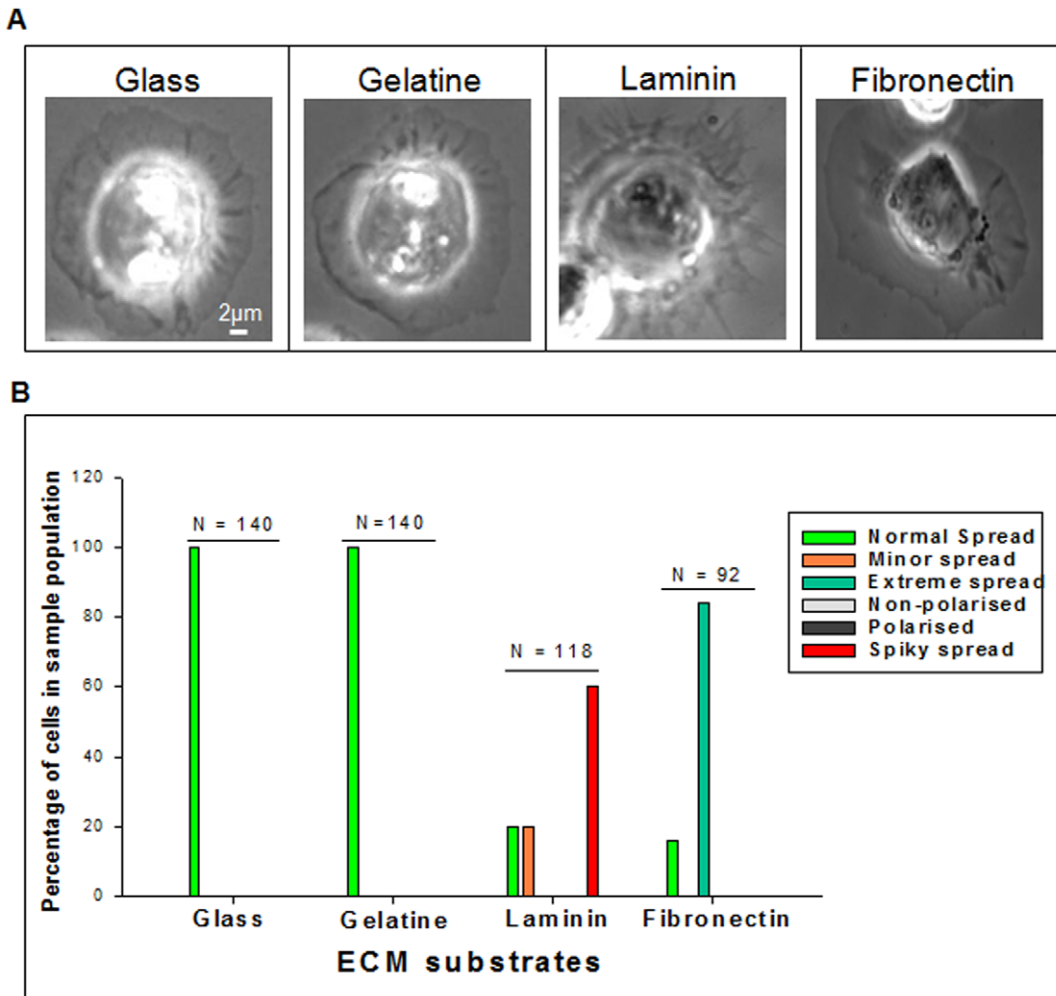 A
Glass Gelatine Laminin Fibronectin
2µm
B
Percentage of cells in sample population
120
100
80
60
40
20
0
N = 140
N=140
N = 118
N = 92
Normal Spread
Minor spread
Extreme spread
Non-polarised
Polarised
Spiky spread
Glass Gelatine Laminin Fibronectin
ECM substrates